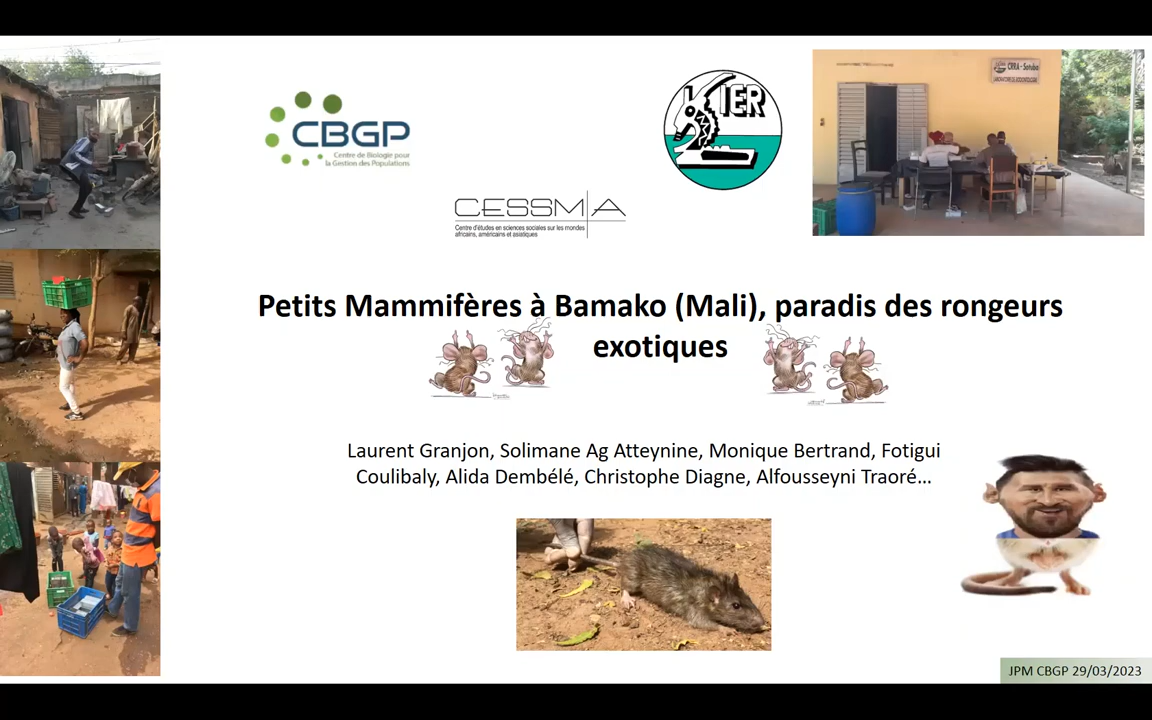 CBGP
Centre de Biologie pour
la Gestion des Populations
IER
CESSMA
Centre d'études en sciences sociales sur les mondes
africains, américains et asiatiques
CRRA - Sotuba
Petits Mammifères à Bamako (Mali), paradis des rongeurs
exotiques
Laurent Granjon, Solimane Ag Atteynine, Monique Bertrand, Fotigui
Coulibaly, Alida Dembélé, Christophe Diagne, Alfousseyni Traoré…
JPM CBGP 29/03/2023